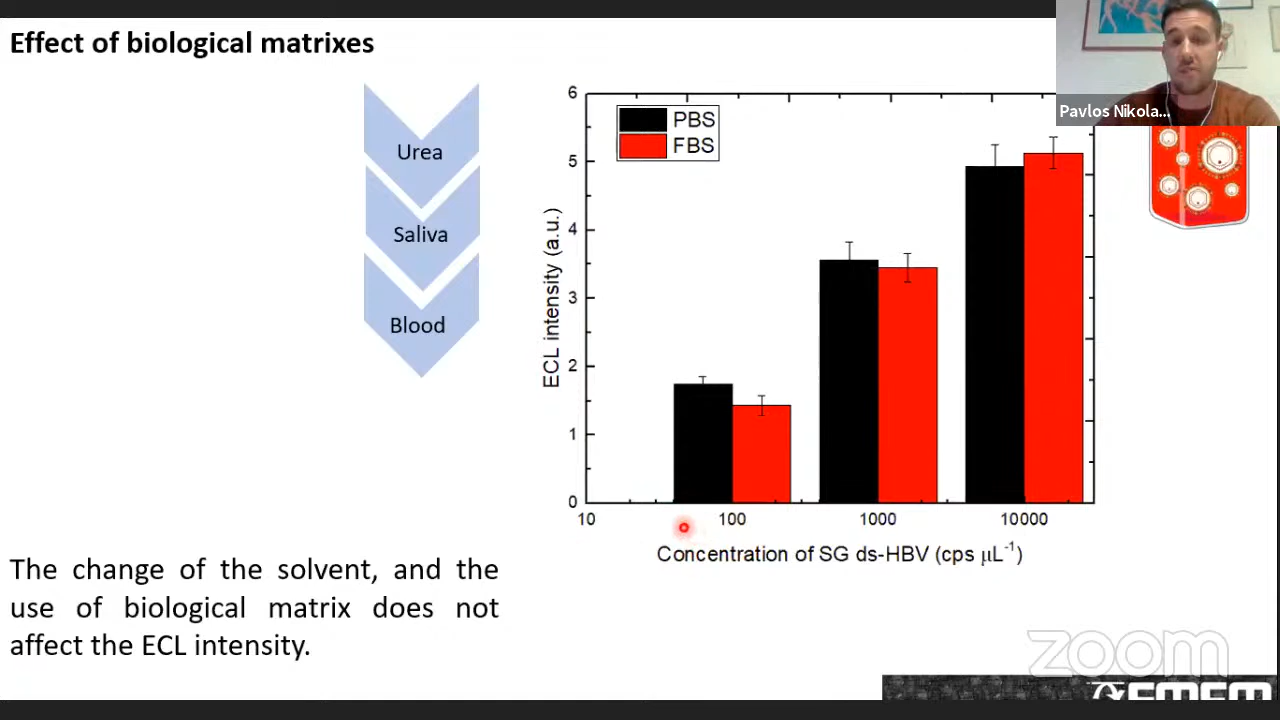 Effect of biological matrixes
Urea
Saliva
Blood
PBS
FBS
Pavlos Nikola...
ECL intensity (a.u.)
6
5
4
3
2
1
0
10
100
1000
10000
Concentration of SG ds-HBV (cps μL⁻¹)
The change of the solvent, and the
use of biological matrix does not
affect the ECL intensity.
zoom